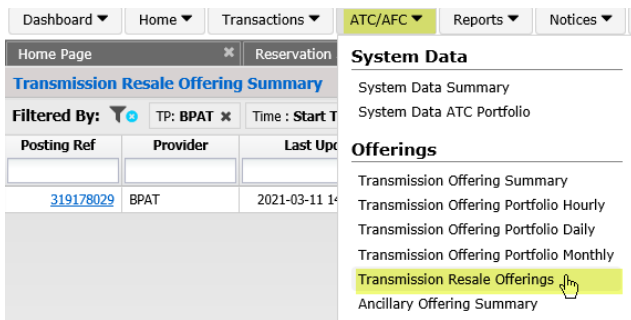 Dashboard ▼ Home ▼ Transactions ▼ ATC/AFC ▼ Reports ▼ Notices ▼
Home Page Reservation
Transmission Resale Offering Summary
Filtered By: TP: BPAT Time : Start T
Posting Ref Provider Last Upd
319178029 BPAT 2021-03-11 14
System Data
System Data Summary
System Data ATC Portfolio
Offerings
Transmission Offering Summary
Transmission Offering Portfolio Hourly
Transmission Offering Portfolio Daily
Transmission Offering Portfolio Monthly
Transmission Resale Offerings
Ancillary Offering Summary